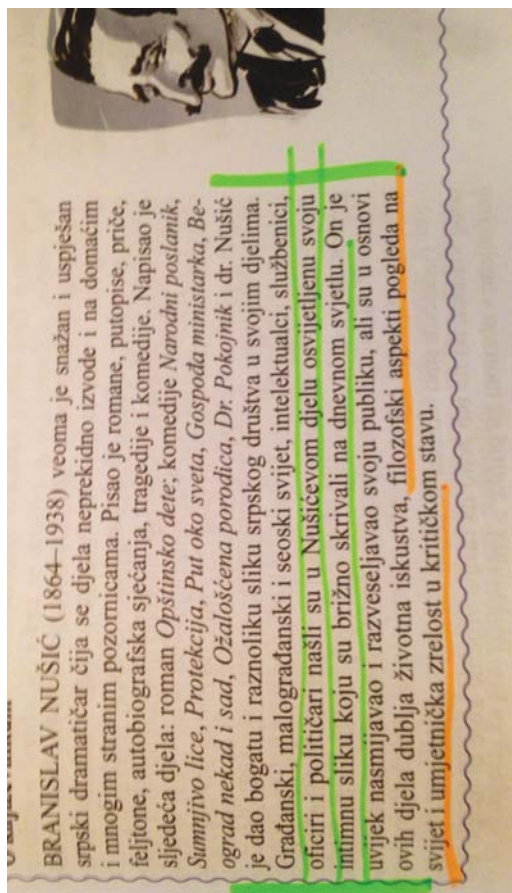 BRANISLAV NUŠIĆ (1864–1938) veoma je snažan i uspješan
srpski dramatičar čija se djela neprekidno izvode i na domaćim
i mnogim stranim pozornicama. Pisao je romane, putopise, priče,
feljtone, autobiografska sjećanja, tragedije i komedije. Napisao je
sljedeća djela: roman Opštinsko dete; komedije Narodni poslanik,
Sumnjivo lice, Protekcija, Put oko sveta, Gospođa ministarka, Be-
ograd nekad i sad, Ožalošćena porodica, Dr. Pokojnik i dr. Nušić
je dao bogatu i raznoliku sliku srpskog društva u svojim djelima.
Građanski, malograđanski i seoski svijet, intelektualci, službenici,
oficiri i političari našli su u Nušićevom djelu osvijetljenu svoju
intimnu sliku koju su brižno skrivali na dnevnom svjetlu. On je
uvijek nasmijavao i razveseljavao svoju publiku, ali su u osnovi
ovih djela dublja životna iskustva, filozofski aspekti pogleda na
svijet i umjetnička zrelost u kritičkom stavu.